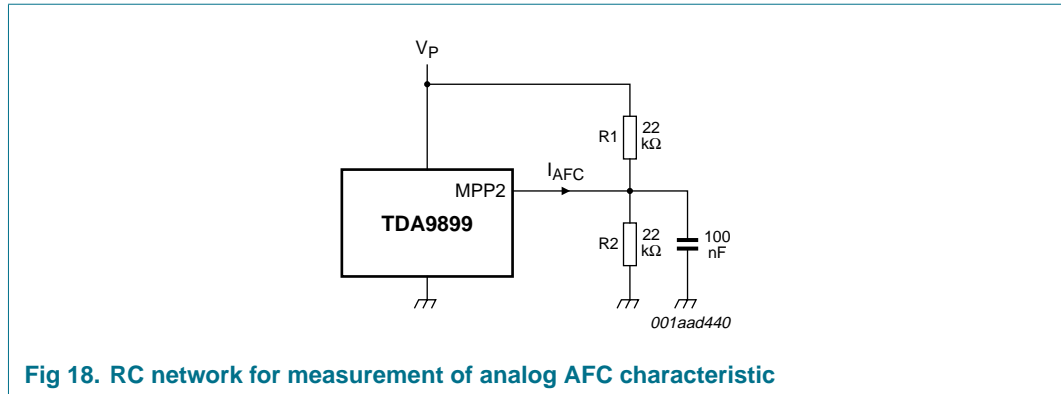 VP
R1
22
kΩ
IAFC
MPP2
TDA9899
R2
22
kΩ
100
nF
001aad440
Fig 18. RC network for measurement of analog AFC characteristic